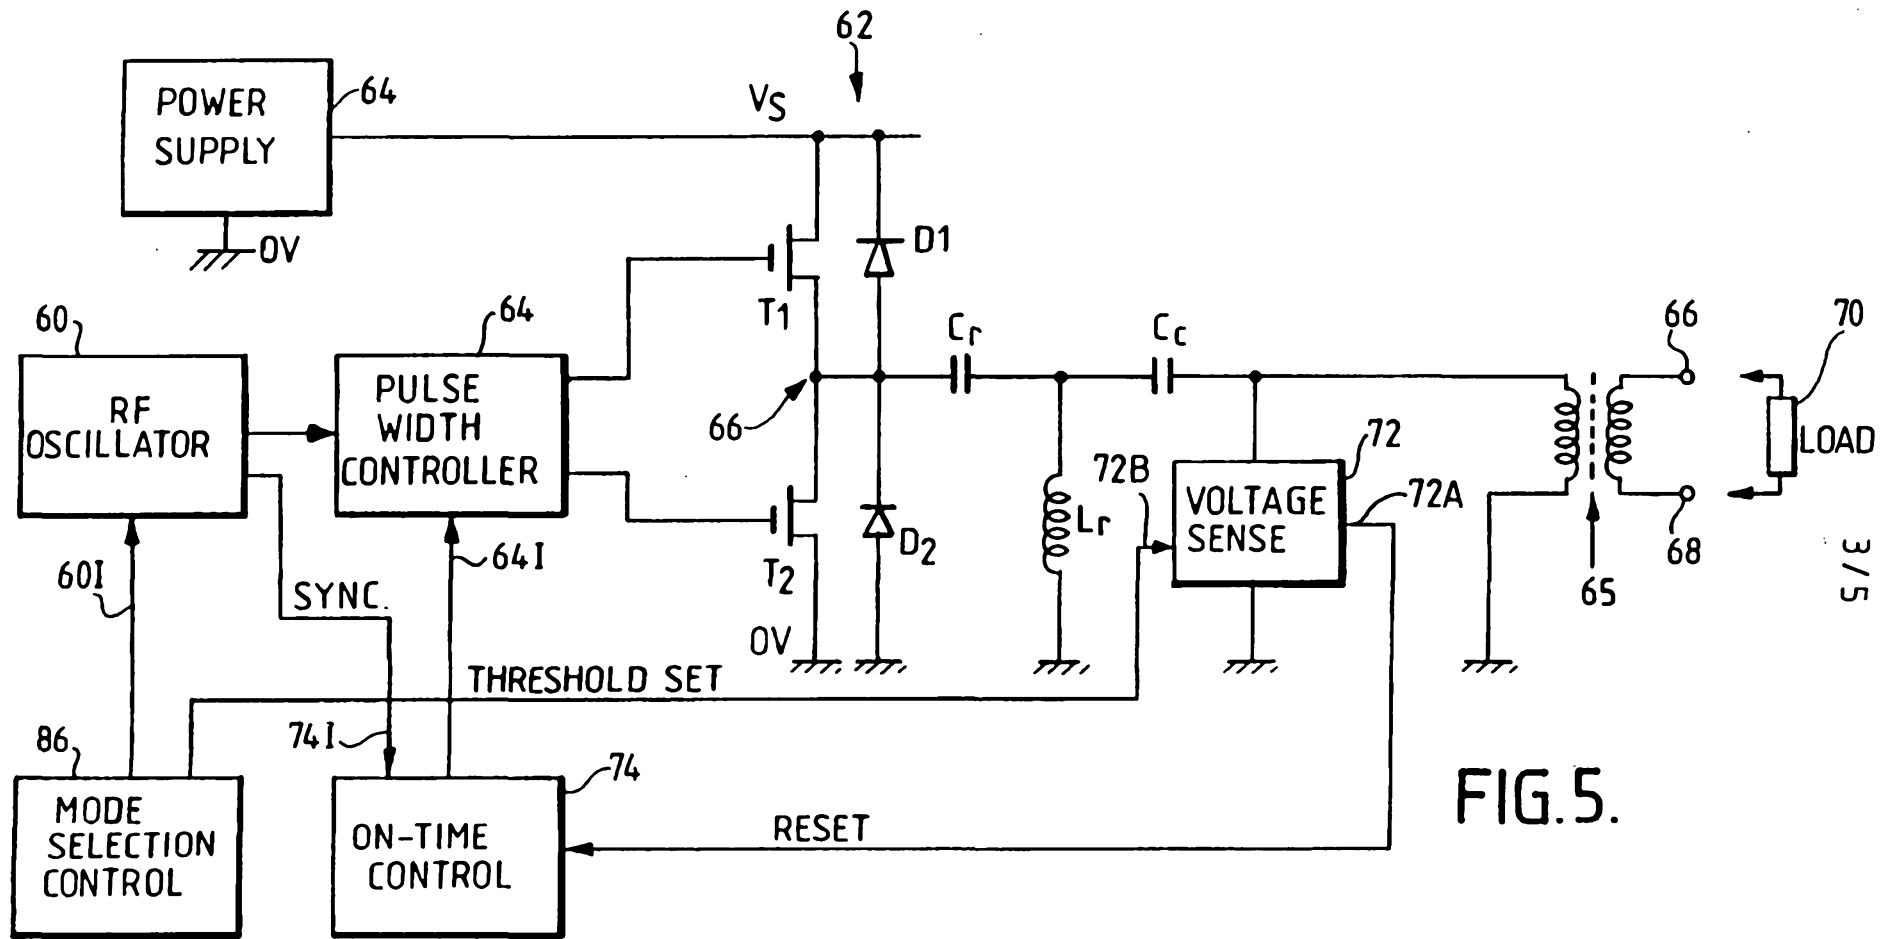 62
POWER
SUPPLY
64
VS
0V
D1
T1
60
RF
OSCILLATOR
64
PULSE
WIDTH
CONTROLLER
66
Cr
Cc
66
70
LOAD
68
65
72
72B
VOLTAGE
SENSE
72A
Lr
D2
T2
0V
60I
SYNC.
64I
THRESHOLD SET
74I
86
MODE
SELECTION
CONTROL
74
ON-TIME
CONTROL
RESET
FIG.5.
3/5